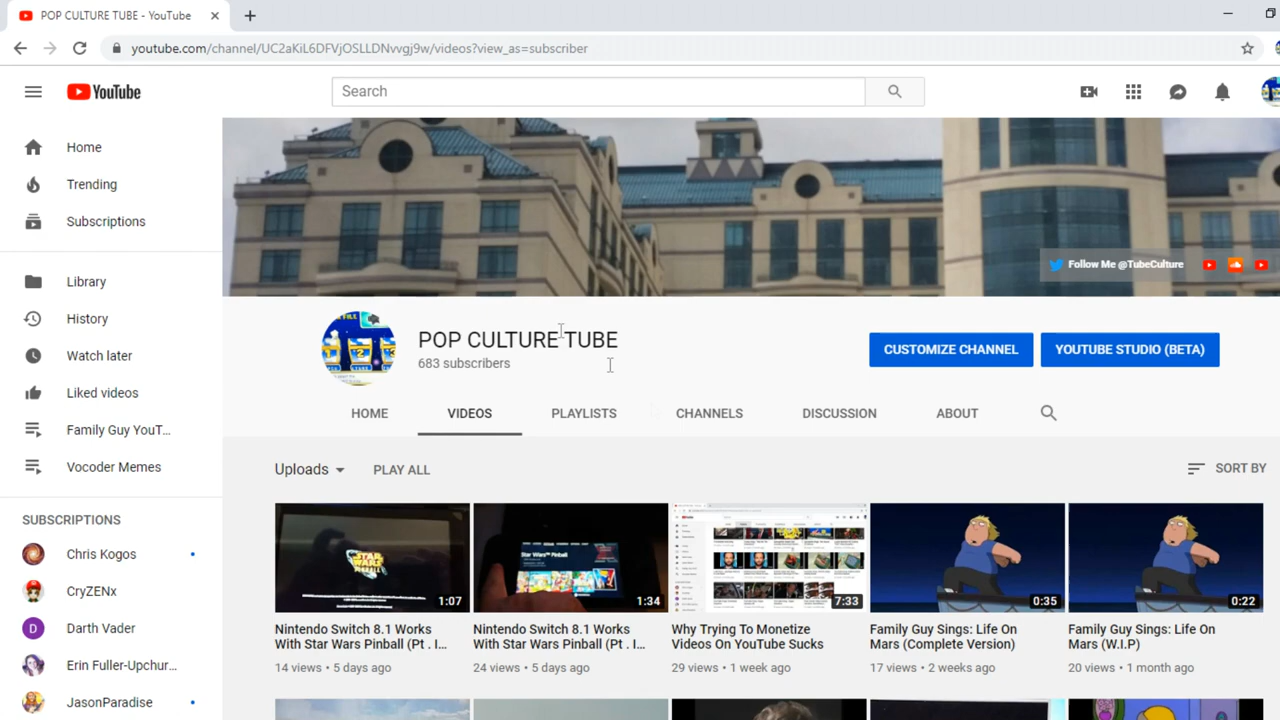 POP CULTURE TUBE - YouTube
youtube.com/channel/UC2aKiL6DFVjOSLLDNvvgj9w/videos?view_as=subscriber
YouTube
Search
Home
Trending
Subscriptions
Library
History
Watch later
Liked videos
Family Guy YouT...
Vocoder Memes
SUBSCRIPTIONS
Chris Kogos
CryZENx
D Darth Vader
Erin Fuller-Upchur...
JasonParadise
Follow Me @TubeCulture
POP CULTURE TUBE
683 subscribers
CUSTOMIZE CHANNEL
YOUTUBE STUDIO (BETA)
HOME VIDEOS PLAYLISTS CHANNELS DISCUSSION ABOUT
Uploads PLAY ALL SORT BY
STAR WARS
1:07
Nintendo Switch 8.1 Works
With Star Wars Pinball (Pt . I...
14 views • 5 days ago
Star Wars™ Pinball
1:34
Nintendo Switch 8.1 Works
With Star Wars Pinball (Pt . I...
24 views • 5 days ago
7:33
Why Trying To Monetize
Videos On YouTube Sucks
29 views • 1 week ago
0:35
Family Guy Sings: Life On
Mars (Complete Version)
17 views • 2 weeks ago
0:22
Family Guy Sings: Life On
Mars (W.I.P)
20 views • 1 month ago